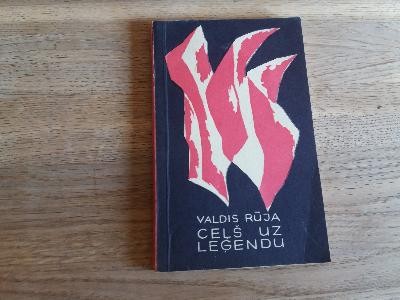 VALDIS RŪJA
CEĻŠ UZ
LEĢENDU